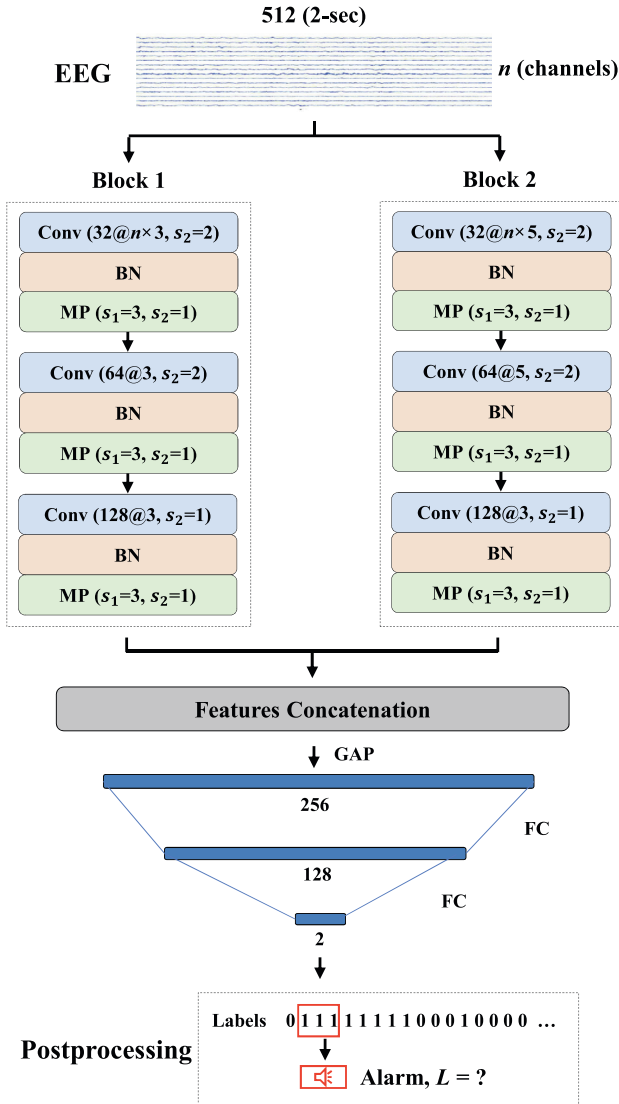 512 (2-sec)
EEG
n (channels)
Block 1
Conv (32@n×3, s₂=2)
BN
MP (s₁=3, s₂=1)
Conv (64@3, s₂=2)
BN
MP (s₁=3, s₂=1)
Conv (128@3, s₂=1)
BN
MP (s₁=3, s₂=1)
Block 2
Conv (32@n×5, s₂=2)
BN
MP (s₁=3, s₂=1)
Conv (64@5, s₂=2)
BN
MP (s₁=3, s₂=1)
Conv (128@3, s₂=1)
BN
MP (s₁=3, s₂=1)
Features Concatenation
GAP
256
FC
128
FC
2
Postprocessing
Labels 0 1 1 1 1 1 1 1 1 0 0 0 1 0 0 0 0 ...
Alarm, L = ?